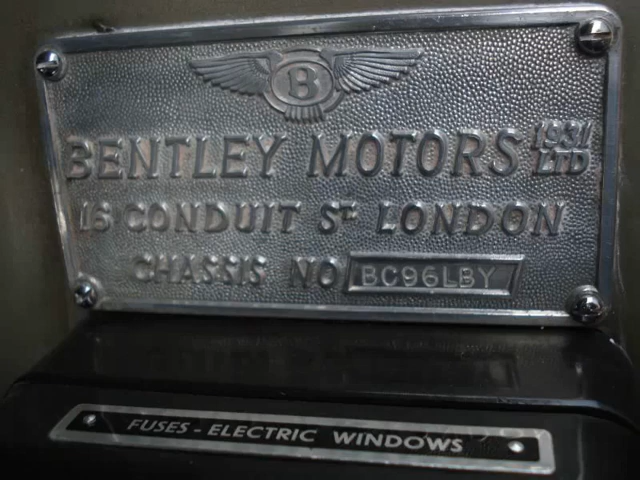 B
BENTLEY MOTORS 1931 LTD
16 CONDUIT ST LONDON
CHASSIS NO BC96LBY
FUSES - ELECTRIC WINDOWS